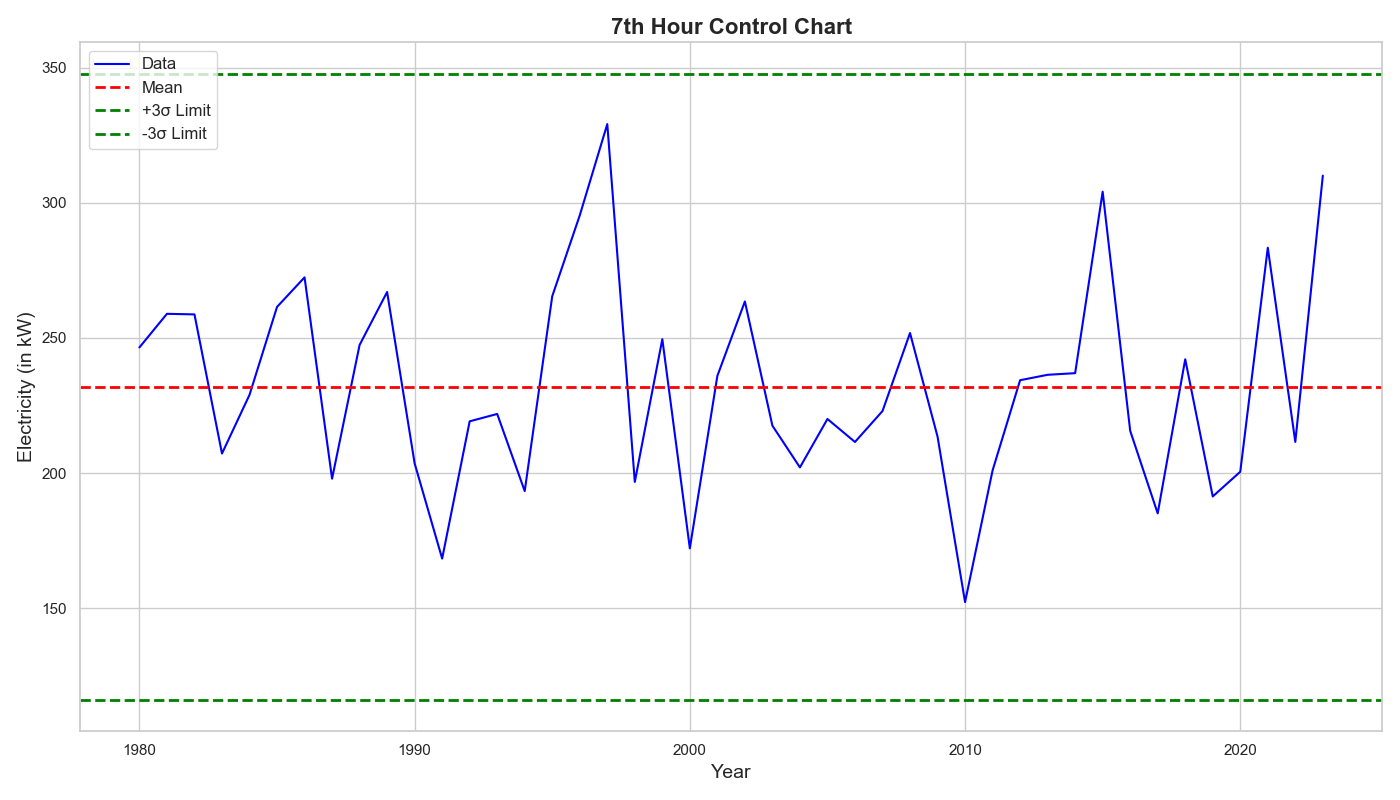 7th Hour Control Chart
Data
Mean
+3σ Limit
-3σ Limit
350
300
250
200
150
Electricity (in kW)
1980
1990
2000
2010
2020
Year